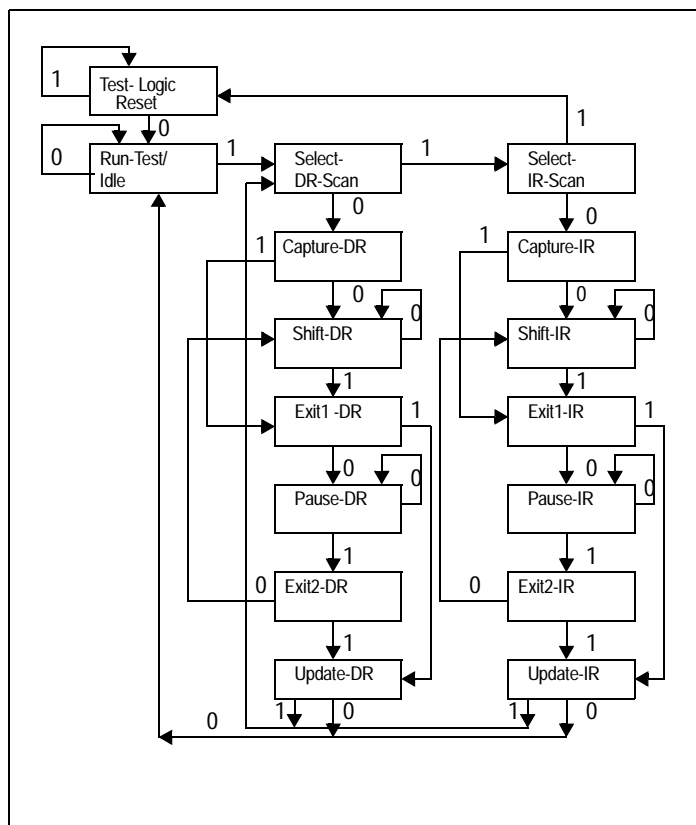 1
Test- Logic
Reset
0
1
0
Run-Test/
Idle
1
Select-
DR-Scan
1
Select-
IR-Scan
0
0
1
Capture-DR
1
Capture-IR
0
0
0
0
Shift-DR
Shift-IR
1
1
Exit1 -DR
1
Exit1-IR
1
0
0
0
0
Pause-DR
Pause-IR
1
1
0
Exit2-DR
0
Exit2-IR
1
1
Update-DR
Update-IR
0
1
0
1
0